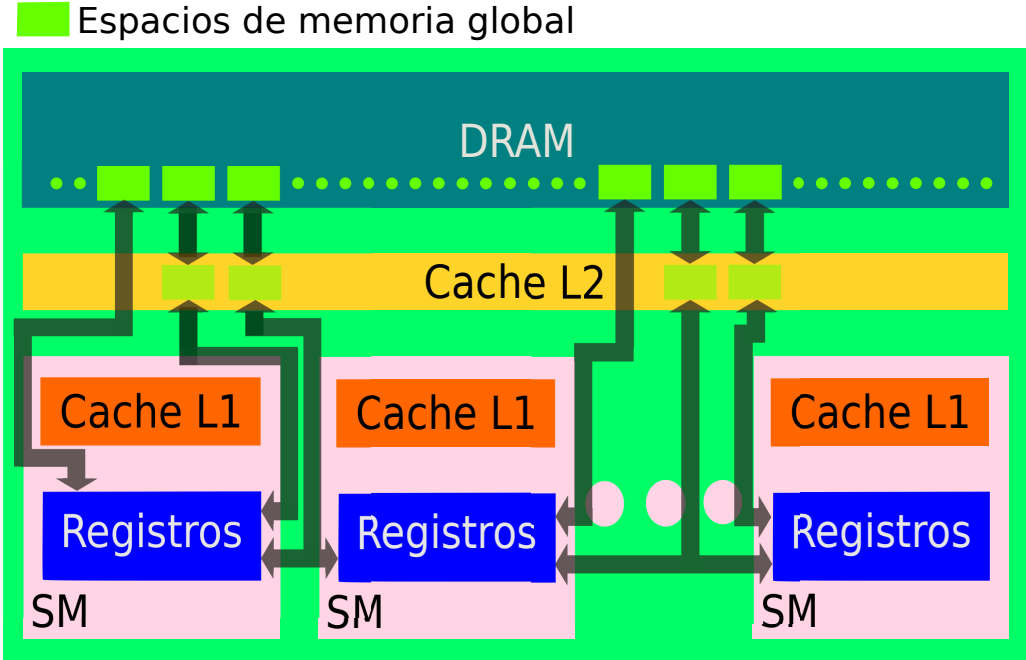 Espacios de memoria global
DRAM
Cache L2
Cache L1
Cache L1
Cache L1
Registros
Registros
Registros
SM
SM
SM